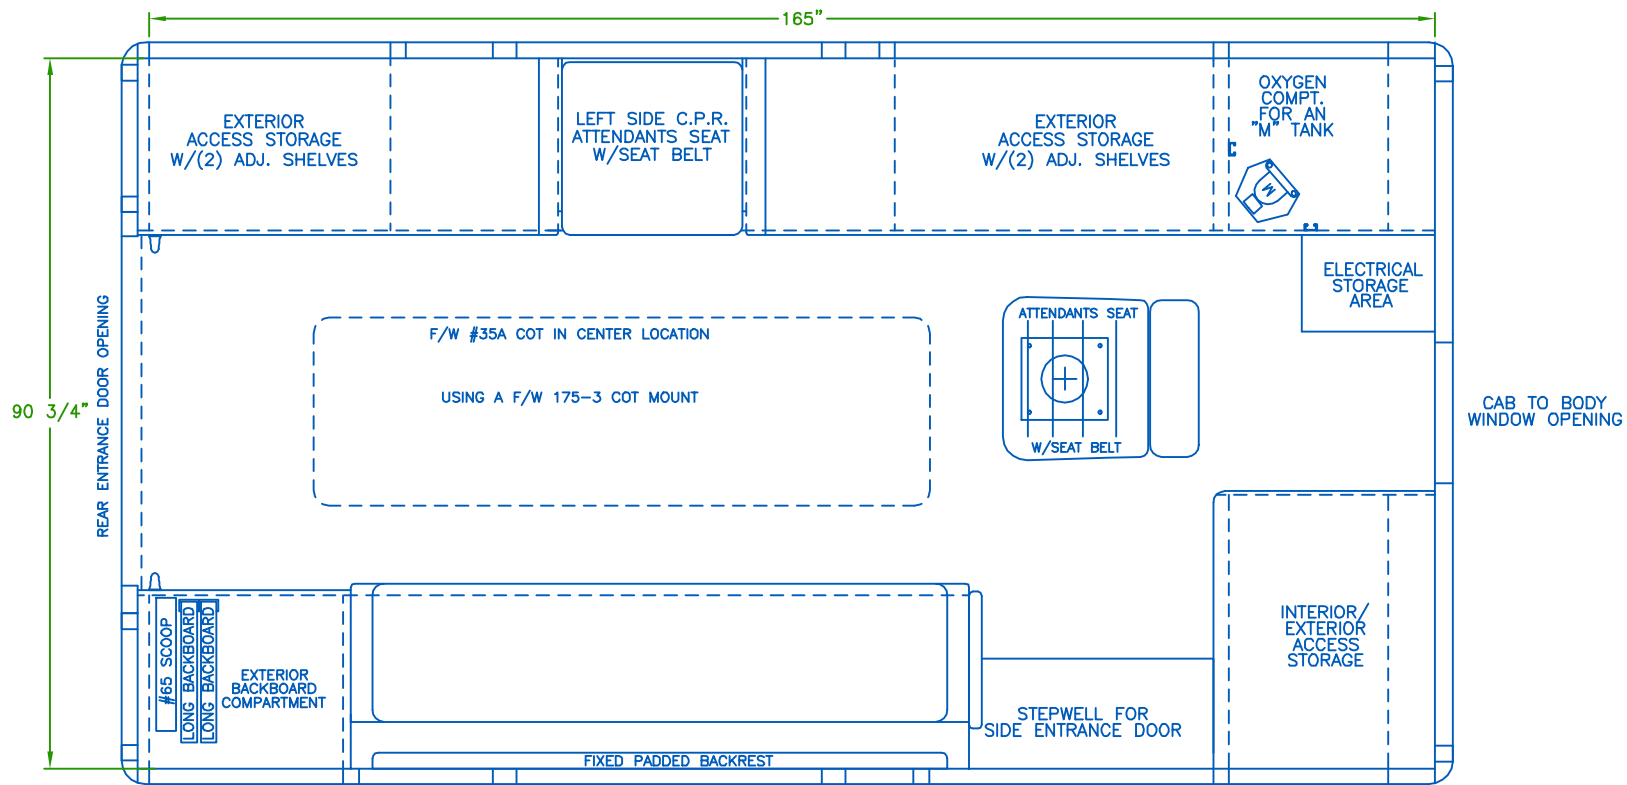 165"
EXTERIOR
ACCESS STORAGE
W/(2) ADJ. SHELVES
LEFT SIDE C.P.R.
ATTENDANTS SEAT
W/SEAT BELT
EXTERIOR
ACCESS STORAGE
W/(2) ADJ. SHELVES
OXYGEN
COMPT.
FOR AN
"M" TANK
M
ELECTRICAL
STORAGE
AREA
90 3/4"
REAR ENTRANCE DOOR OPENING
F/W #35A COT IN CENTER LOCATION
USING A F/W 175-3 COT MOUNT
ATTENDANTS SEAT
W/SEAT BELT
CAB TO BODY
WINDOW OPENING
#65 SCOOP
LONG BACKBOARD
LONG BACKBOARD
EXTERIOR
BACKBOARD
COMPARTMENT
FIXED PADDED BACKREST
STEPWELL FOR
SIDE ENTRANCE DOOR
INTERIOR/
EXTERIOR
ACCESS
STORAGE